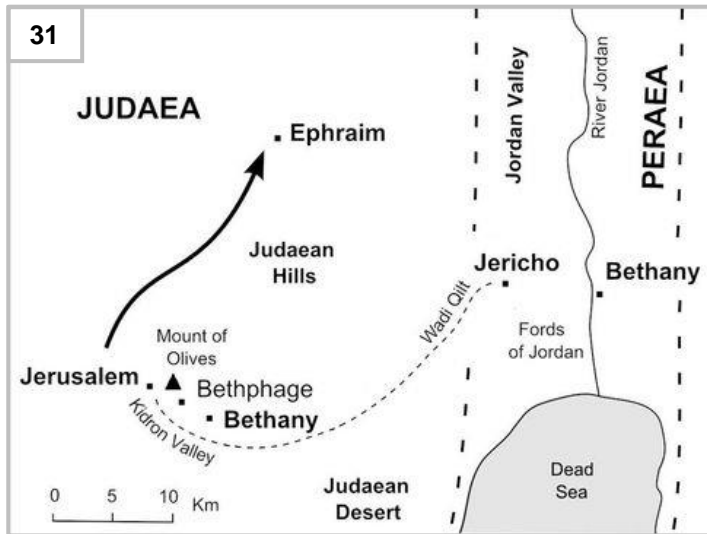 31
JUDAEA
Ephraim
Jordan Valley
River Jordan
PERAEA
Judaean
Hills
Jericho
Bethany
Wadi Qilt
Fords
of Jordan
Mount of
Olives
Jerusalem
Bethphage
Bethany
Kidron Valley
Dead
Sea
Judaean
Desert
0 5 10 Km